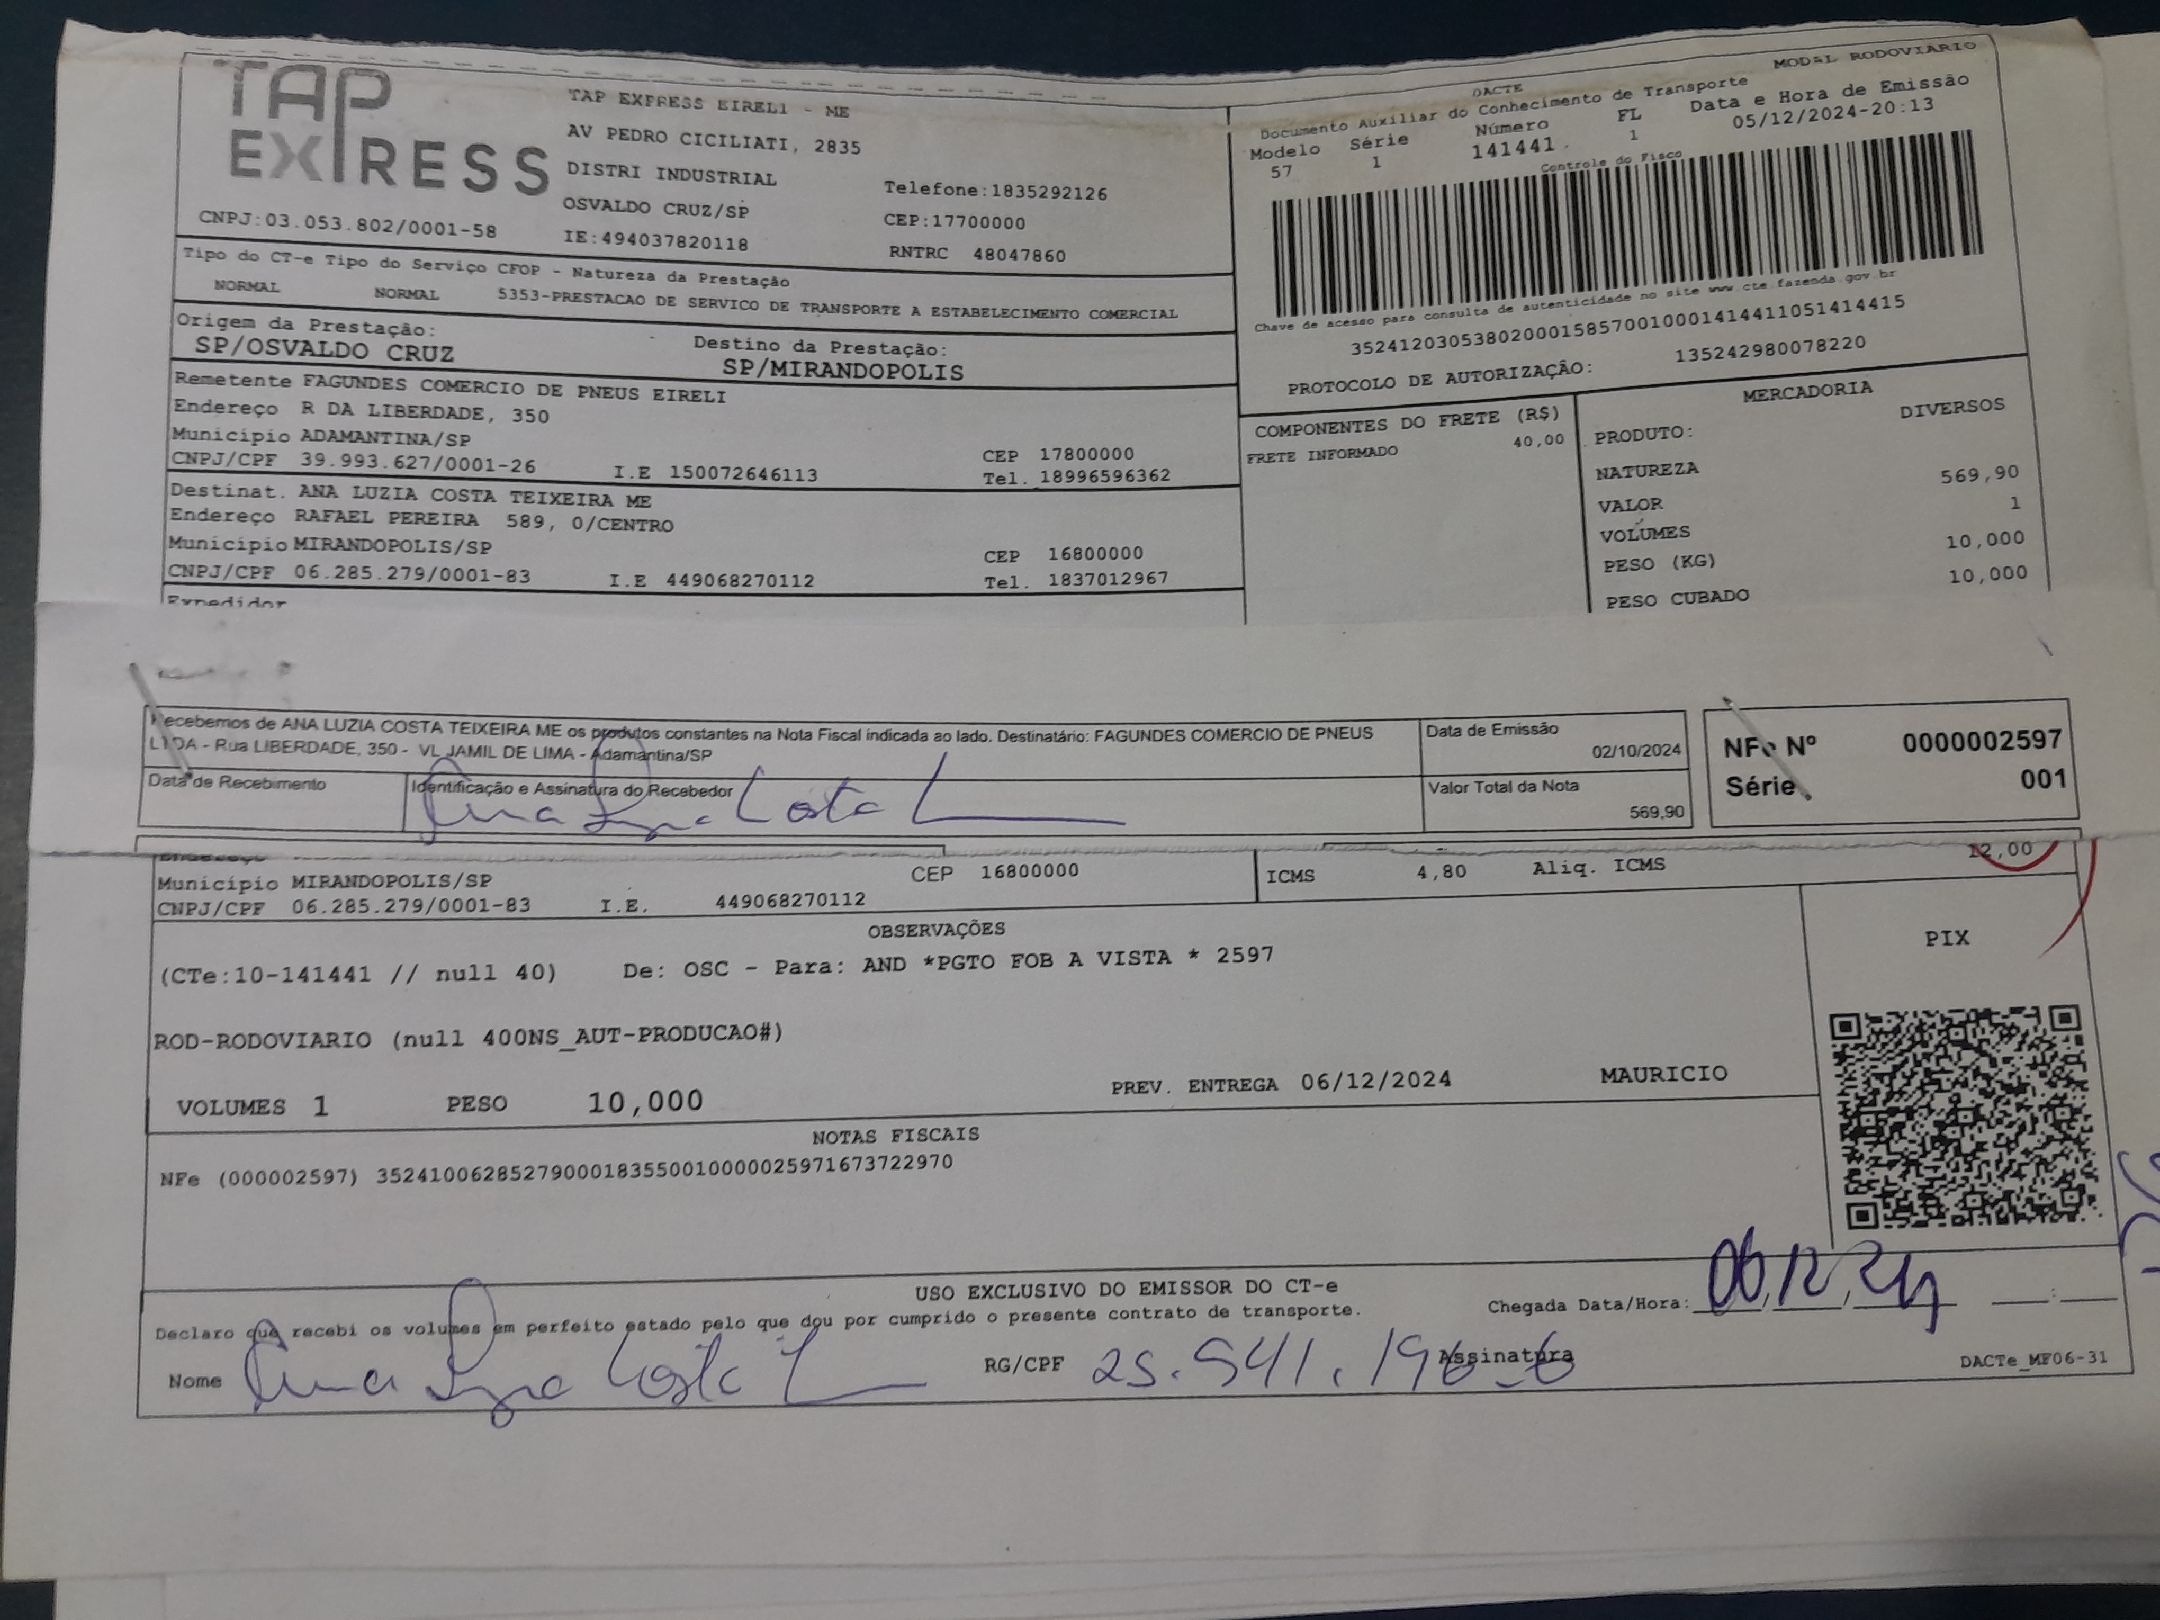 TAP
EXPRESS
TAP EXPRESS EIRELI - ME
AV PEDRO CICILIATI, 2835
DISTRI INDUSTRIAL
OSVALDO CRUZ/SP
Telefone:1835292126
CEP:17700000
CNPJ:03.053.802/0001-58
IE:494037820118
RNTRC 48047860
MODAL RODOVIARIO
DACTE
Documento Auxiliar do Conhecimento de Transporte
Modelo Série Número FL Data e Hora de Emissão
57 1 141441. 1 05/12/2024-20:13
Controle do Fisco
Chave de acesso para consulta de autenticidade no site www.cte.fazenda.gov.br
35241203053802000158570010001414411051414415
PROTOCOLO DE AUTORIZAÇÃO: 135242980078220
Tipo do CT-e Tipo do Serviço CFOP - Natureza da Prestação
NORMAL NORMAL 5353-PRESTACAO DE SERVICO DE TRANSPORTE A ESTABELECIMENTO COMERCIAL
Origem da Prestação: Destino da Prestação:
SP/OSVALDO CRUZ SP/MIRANDOPOLIS
Remetente FAGUNDES COMERCIO DE PNEUS EIRELI
Endereço R DA LIBERDADE, 350
Município ADAMANTINA/SP CEP 17800000
CNPJ/CPF 39.993.627/0001-26 I.E 150072646113 Tel. 18996596362
Destinat. ANA LUZIA COSTA TEIXEIRA ME
Endereço RAFAEL PEREIRA 589, 0/CENTRO
Município MIRANDOPOLIS/SP CEP 16800000
CNPJ/CPF 06.285.279/0001-83 I.E 449068270112 Tel. 1837012967
Expedidor
COMPONENTES DO FRETE (R$)
FRETE INFORMADO 40,00
MERCADORIA
PRODUTO: DIVERSOS
NATUREZA
VALOR 569,90
VOLUMES 1
PESO (KG) 10,000
PESO CUBADO 10,000
Recebemos de ANA LUZIA COSTA TEIXEIRA ME os produtos constantes na Nota Fiscal indicada ao lado. Destinatário: FAGUNDES COMERCIO DE PNEUS
LTDA - Rua LIBERDADE, 350 - VL JAMIL DE LIMA - Adamantina/SP
Data de Emissão
02/10/2024
NFe Nº 0000002597
Série 001
Data de Recebimento
Identificação e Assinatura do Recebedor
Ana Luzia Costa
Valor Total da Nota
569,90
Endereço
Município MIRANDOPOLIS/SP CEP 16800000
CNPJ/CPF 06.285.279/0001-83 I.E. 449068270112
ICMS 4,80 Aliq. ICMS 12,00
OBSERVAÇÕES
(CTe:10-141441 // null 40) De: OSC - Para: AND *PGTO FOB A VISTA * 2597
ROD-RODOVIARIO (null 400NS_AUT-PRODUCAO#)
VOLUMES 1 PESO 10,000 PREV. ENTREGA 06/12/2024 MAURICIO
PIX
NOTAS FISCAIS
NFe (000002597) 35241006285279000183550010000025971673722970
USO EXCLUSIVO DO EMISSOR DO CT-e
Declaro que recebi os volumes em perfeito estado pelo que dou por cumprido o presente contrato de transporte.
Chegada Data/Hora: 06,12,24 :
Nome Ana Luzia Costa RG/CPF 25.541.196-6 Assinatura
DACTe_MF06-31